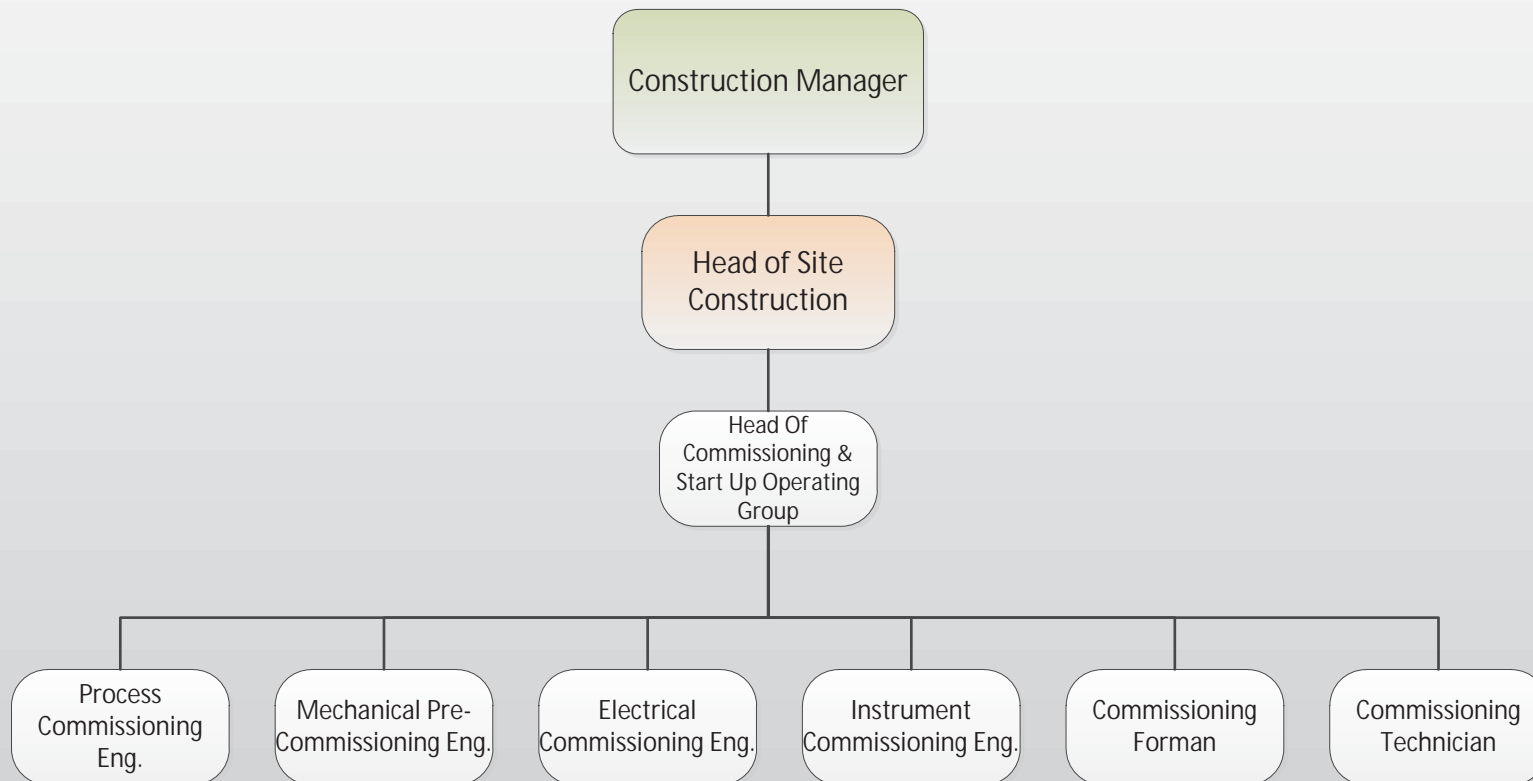 Construction Manager
Head of Site
Construction
Head Of
Commissioning &
Start Up Operating
Group
Process
Commissioning
Eng.
Mechanical Pre-
Commissioning Eng.
Electrical
Commissioning Eng.
Instrument
Commissioning Eng.
Commissioning
Forman
Commissioning
Technician